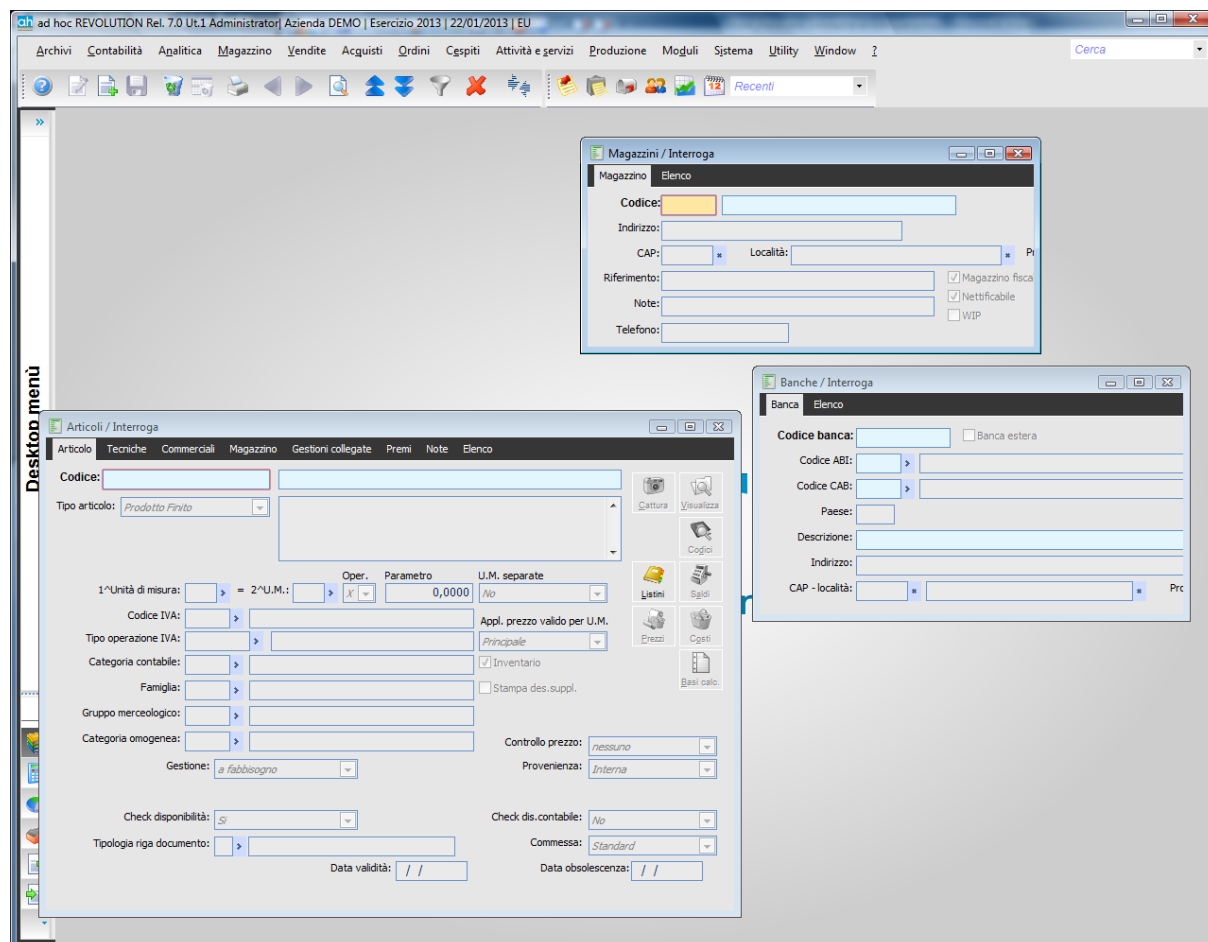 ah ad hoc REVOLUTION Rel. 7.0 Ut.1 Administrator| Azienda DEMO | Esercizio 2013 | 22/01/2013 | EU
Archivi Contabilità Analitica Magazzino Vendite Acquisti Ordini Cespiti Attività e servizi Produzione Moduli Sistema Utility Window ? Cerca
12 Recenti
Desktop menù
Magazzini / Interroga
Magazzino Elenco
Codice:
Indirizzo:
CAP: Località:
Riferimento: Magazzino fisca
Note: Nettificabile
WIP
Telefono:
Banche / Interroga
Banca Elenco
Codice banca: Banca estera
Codice ABI:
Codice CAB:
Paese:
Descrizione:
Indirizzo:
CAP - località:
Articoli / Interroga
Articolo Tecniche Commerciali Magazzino Gestioni collegate Premi Note Elenco
Codice:
Tipo articolo: Prodotto Finito
Cattura Visualizza
Codici
Oper. Parametro U.M. separate
1^Unità di misura: = 2^U.M.: X 0,0000 No
Listini Saldi
Codice IVA: Appl. prezzo valido per U.M.
Tipo operazione IVA: Principale
Prezzi Costi
Categoria contabile: Inventario
Basi calc.
Famiglia: Stampa des.suppl.
Gruppo merceologico:
Categoria omogenea: Controllo prezzo: nessuno
Gestione: a fabbisogno Provenienza: Interna
Check disponibilità: Si Check dis.contabile: No
Tipologia riga documento: Commessa: Standard
Data validità: / / Data obsolescenza: / /